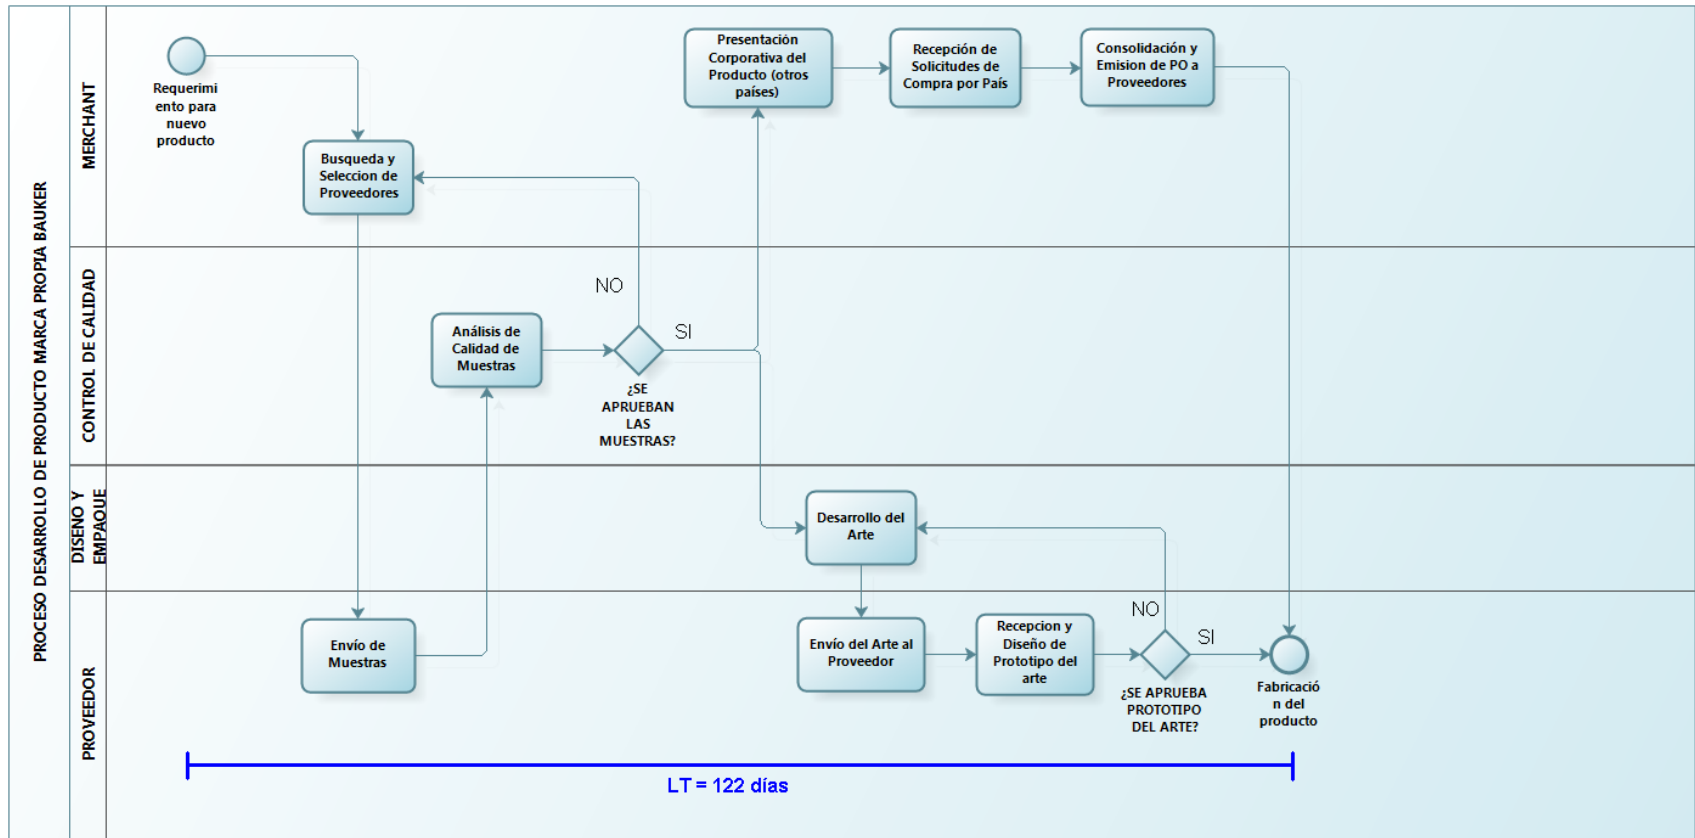 PROCESO DESARROLLO DE PRODUCTO MARCA PROPIA BAUKER
MERCHANT
Requerimi
ento para
nuevo
producto
Busqueda y
Seleccion de
Proveedores
Presentación
Corporativa del
Producto (otros
países)
Recepción de
Solicitudes de
Compra por País
Consolidación y
Emision de PO a
Proveedores
CONTROL DE CALIDAD
Análisis de
Calidad de
Muestras
NO
SI
¿SE
APRUEBAN
LAS
MUESTRAS?
DISENO Y
EMPAQUE
Desarrollo del
Arte
PROVEEDOR
Envío de
Muestras
Envío del Arte al
Proveedor
Recepcion y
Diseño de
Prototipo del
arte
NO
SI
¿SE APRUEBA
PROTOTIPO
DEL ARTE?
Fabricació
n del
producto
LT = 122 días